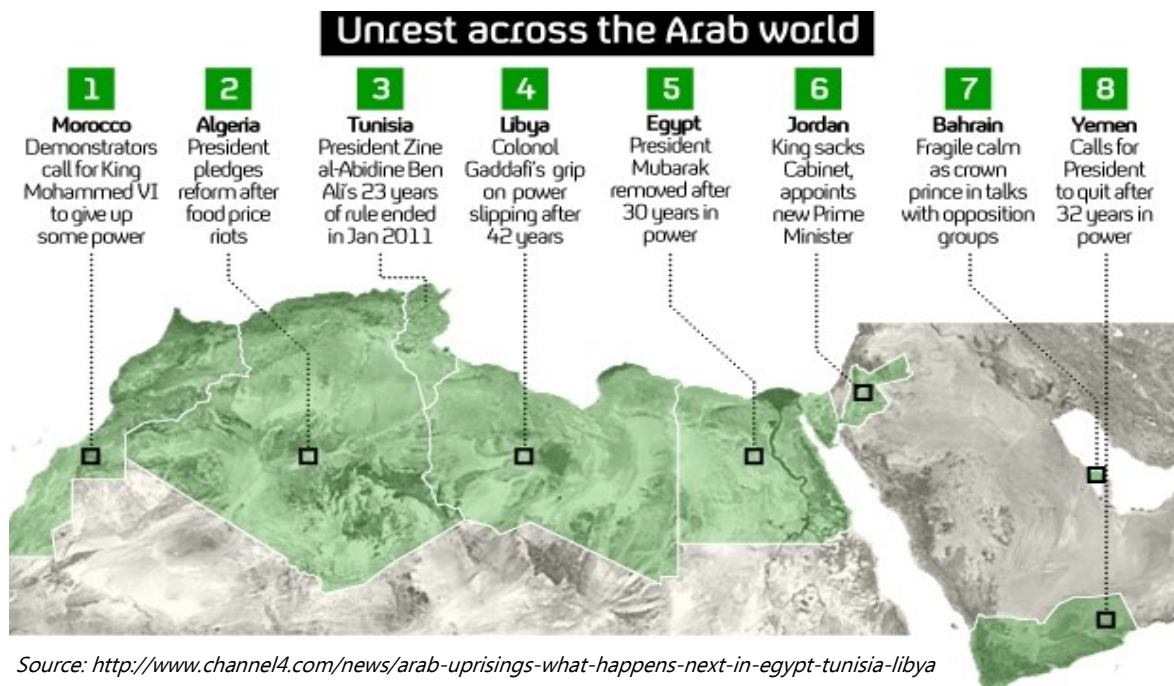 Unrest across the Arab world
1
Morocco
Demonstrators
call for King
Mohammed VI
to give up
some power
2
Algeria
President
pledges
reform after
food price
riots
3
Tunisia
President Zine
al-Abidine Ben
Ali's 23 years
of rule ended
in Jan 2011
4
Libya
Colonol
Gaddafi's grip
on power
slipping after
42 years
5
Egypt
President
Mubarak
removed after
30 years in
power
6
Jordan
King sacks
Cabinet,
appoints
new Prime
Minister
7
Bahrain
Fragile calm
as crown
prince in talks
with opposition
groups
8
Yemen
Calls for
President
to quit after
32 years in
power
Source: http://www.channel4.com/news/arab-uprisings-what-happens-next-in-egypt-tunisia-libya